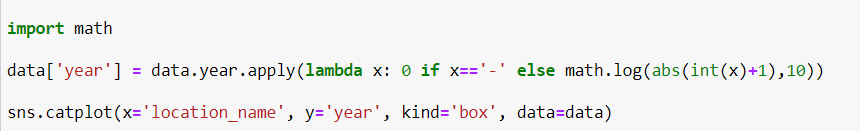 import math
data['year'] = data.year.apply(lambda x: 0 if x=='-' else math.log(abs(int(x)+1),10))
sns.catplot(x='location_name', y='year', kind='box', data=data)